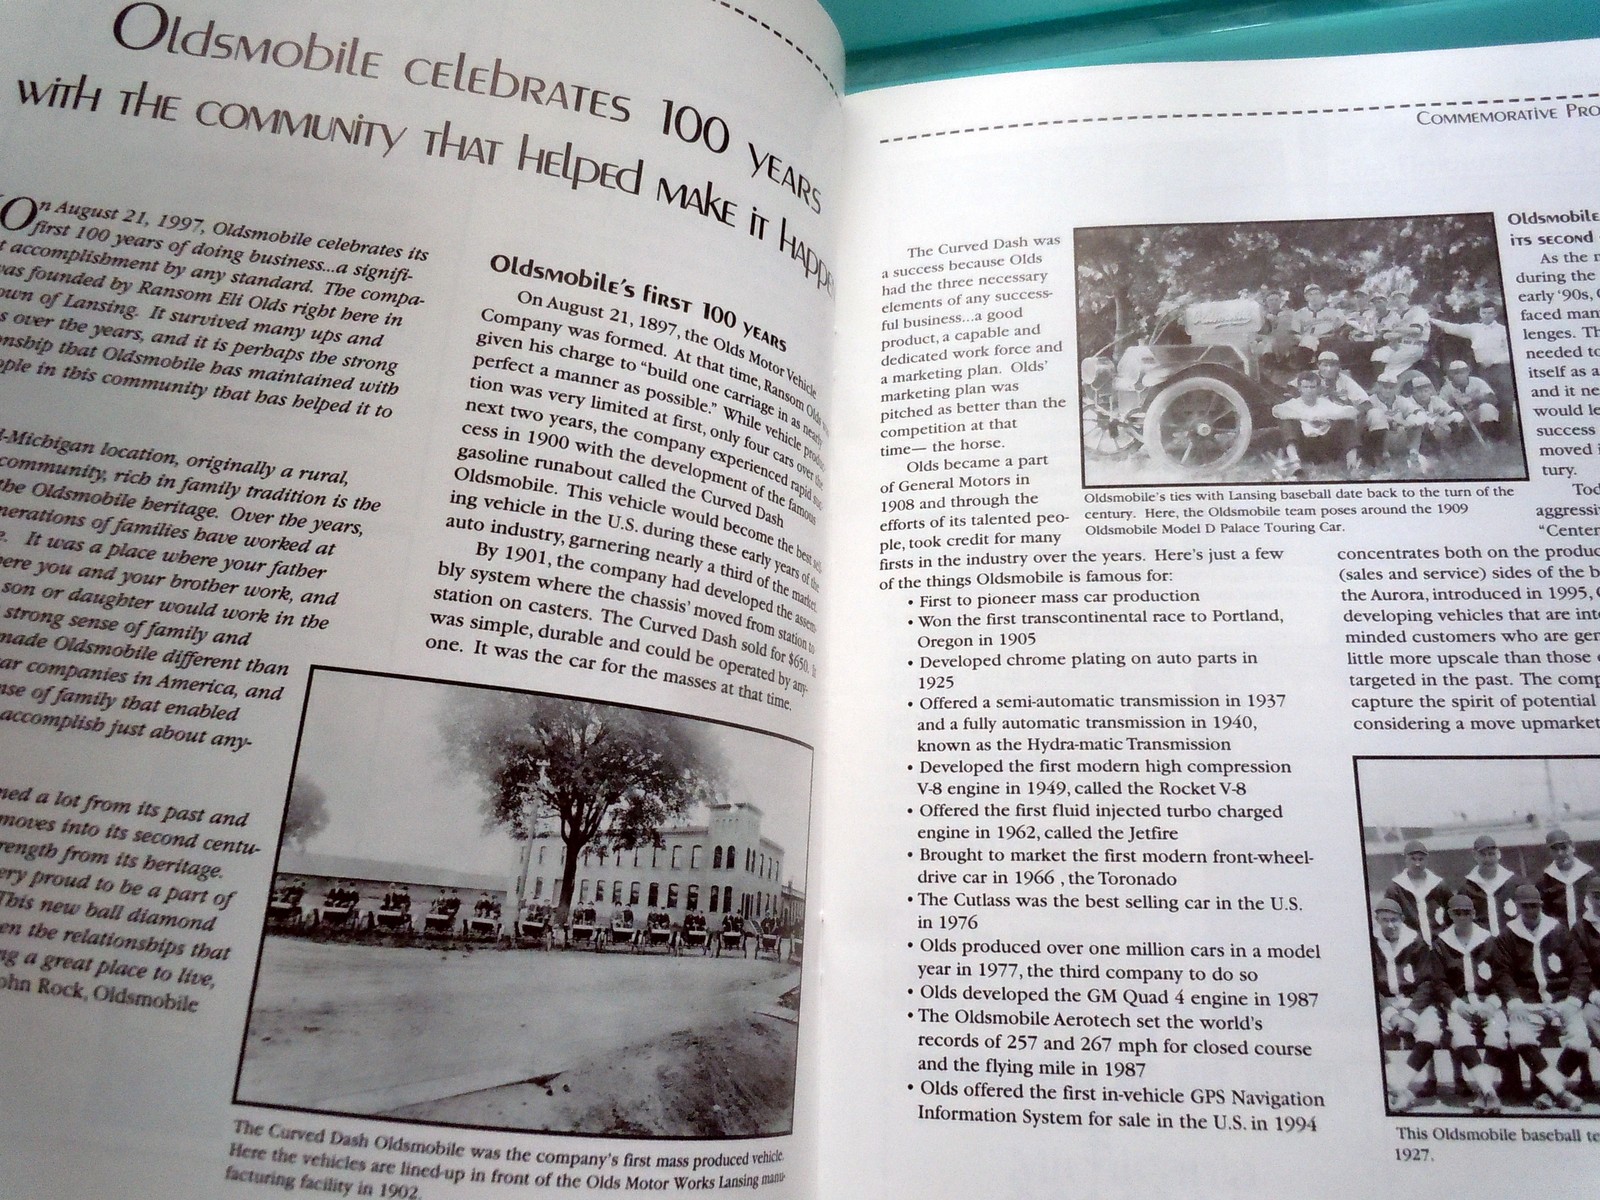 Oldsmobile celebrates 100 years
with the community that helped make it
On August 21, 1997, Oldsmobile celebrates its
first 100 years of doing business...a signifi-
accomplishment by any standard. The compa-
was founded by Ransom Eli Olds right here in
of Lansing. It survived many ups and
over the years, and it is perhaps the strong
that Oldsmobile has maintained with
in this community that has helped it to
-Michigan location, originally a rural,
community, rich in family tradition is the
the Oldsmobile heritage. Over the years,
of families have worked at
It was a place where your father
you and your brother work, and
son or daughter would work in the
strong sense of family and
made Oldsmobile different than
car companies in America, and
of family that enabled
accomplish just about any-
a lot from its past and
moves into its second centu-
from its heritage.
proud to be a part of
This new ball diamond
the relationships that
a great place to live,
Rock, Oldsmobile
Oldsmobile's first 100 years
On August 21, 1897, the Olds Motor Vehicle
Company was formed. At that time, Ransom Olds was
given his charge to "build one carriage in as nearly
perfect a manner as possible." While vehicle produc-
tion was very limited at first, only four cars over the
next two years, the company experienced rapid suc-
cess in 1900 with the development of the famous
gasoline runabout called the Curved Dash
Oldsmobile. This vehicle would become the best sell-
ing vehicle in the U.S. during these early years of the
auto industry, garnering nearly a third of the market.
By 1901, the company had developed the assem-
bly system where the chassis' moved from station to
station on casters. The Curved Dash sold for $650. It
was simple, durable and could be operated by any-
one. It was the car for the masses at that time.
The Curved Dash Oldsmobile was the company's first mass produced vehicle.
Here the vehicles are lined-up in front of the Olds Motor Works Lansing manu-
facturing facility in 1902.
Commemorative
The Curved Dash was
a success because Olds
had the three necessary
elements of any success-
ful business...a good
product, a capable and
dedicated work force and
a marketing plan. Olds'
marketing plan was
pitched as better than the
competition at that
time— the horse.
Olds became a part
of General Motors in
1908 and through the
efforts of its talented peo-
ple, took credit for many
firsts in the industry over the years. Here's just a few
of the things Oldsmobile is famous for:
• First to pioneer mass car production
• Won the first transcontinental race to Portland,
Oregon in 1905
• Developed chrome plating on auto parts in
1925
• Offered a semi-automatic transmission in 1937
and a fully automatic transmission in 1940,
known as the Hydra-matic Transmission
• Developed the first modern high compression
V-8 engine in 1949, called the Rocket V-8
• Offered the first fluid injected turbo charged
engine in 1962, called the Jetfire
• Brought to market the first modern front-wheel-
drive car in 1966 , the Toronado
• The Cutlass was the best selling car in the U.S.
in 1976
• Olds produced over one million cars in a model
year in 1977, the third company to do so
• Olds developed the GM Quad 4 engine in 1987
• The Oldsmobile Aerotech set the world's
records of 257 and 267 mph for closed course
and the flying mile in 1987
• Olds offered the first in-vehicle GPS Navigation
Information System for sale in the U.S. in 1994
Oldsmobile's ties with Lansing baseball date back to the turn of the
century. Here, the Oldsmobile team poses around the 1909
Oldsmobile Model D Palace Touring Car.
Oldsmobile
its second
As the
during the
early '90s,
faced
lenges.
needed to
itself as a
and it
would
success
moved
tury.
"Center
concentrates both on the
(sales and service) sides of the
the Aurora, introduced in 1995,
developing vehicles that are
minded customers who are
little more upscale than those
targeted in the past. The
capture the spirit of potential
considering a move upmarket
This Oldsmobile baseball
1927.